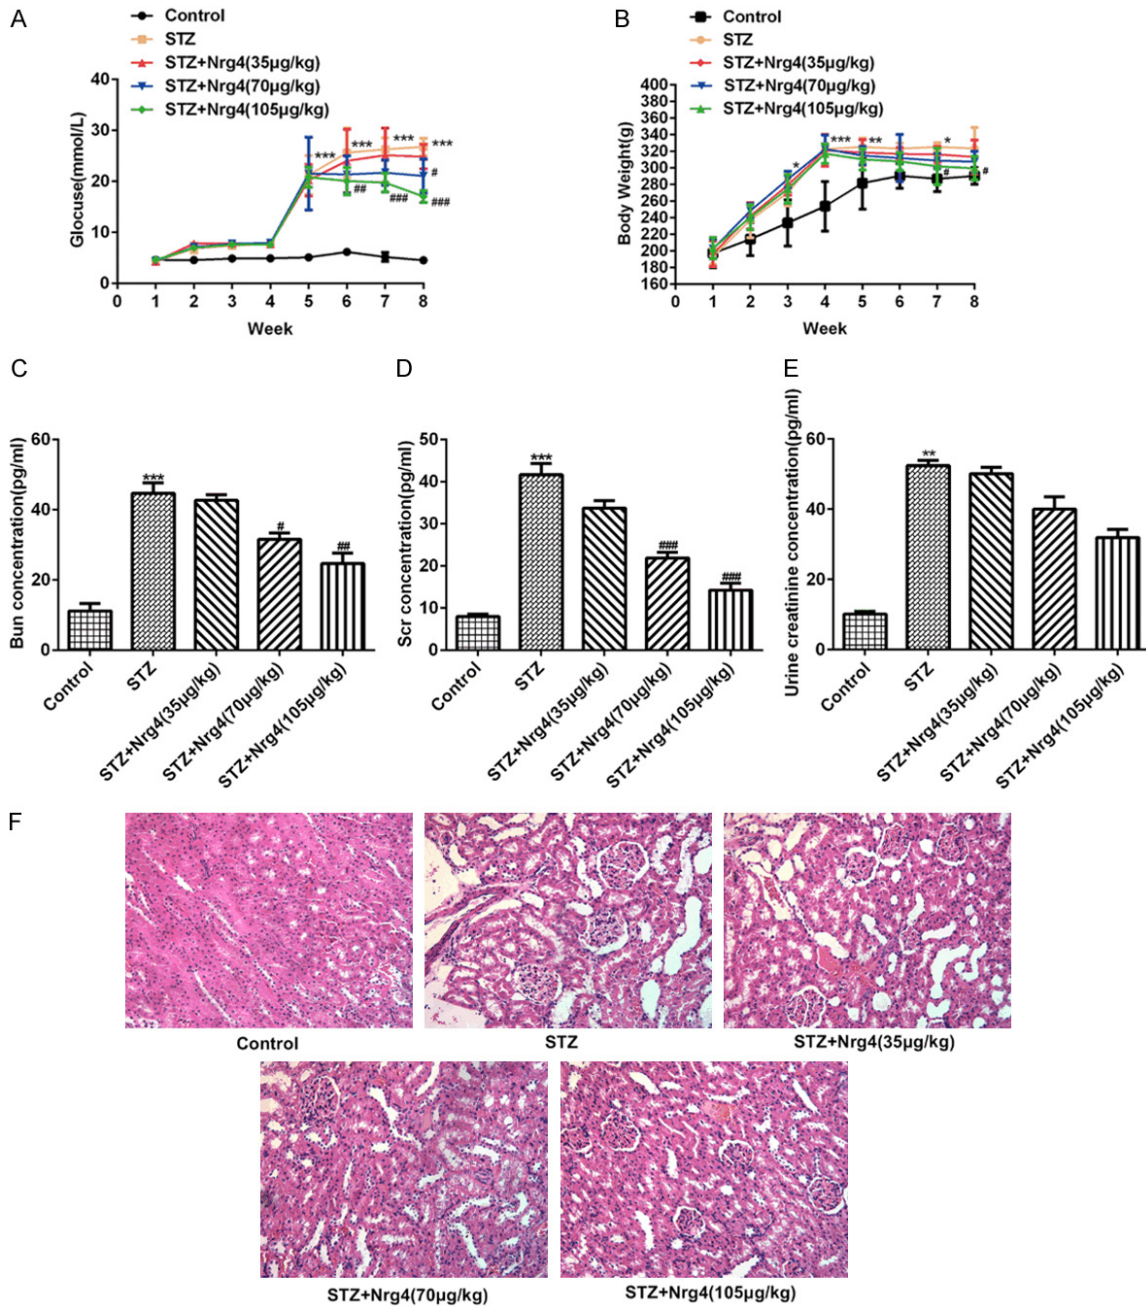 A
Control
STZ
STZ+Nrg4(35µg/kg)
STZ+Nrg4(70µg/kg)
STZ+Nrg4(105µg/kg)
Glocuse(mmol/L)
40
30
20
10
0
*** *** *** ***
#
## ### ###
0 1 2 3 4 5 6 7 8
Week
B
Control
STZ
STZ+Nrg4(35µg/kg)
STZ+Nrg4(70µg/kg)
STZ+Nrg4(105µg/kg)
Body Weight(g)
400
380
360
340
320
300
280
260
240
220
200
180
160
* *** ** *
# #
0 1 2 3 4 5 6 7 8
Week
C
Bun concentration(pg/ml)
60
40
20
0
***
#
##
Control
STZ
STZ+Nrg4(35µg/kg)
STZ+Nrg4(70µg/kg)
STZ+Nrg4(105µg/kg)
D
Scr concentration(pg/ml)
50
40
30
20
10
0
***
###
###
Control
STZ
STZ+Nrg4(35µg/kg)
STZ+Nrg4(70µg/kg)
STZ+Nrg4(105µg/kg)
E
Urine creatinine concentration(pg/ml)
60
40
20
0
**
Control
STZ
STZ+Nrg4(35µg/kg)
STZ+Nrg4(70µg/kg)
STZ+Nrg4(105µg/kg)
F
Control
STZ
STZ+Nrg4(35µg/kg)
STZ+Nrg4(70µg/kg)
STZ+Nrg4(105µg/kg)